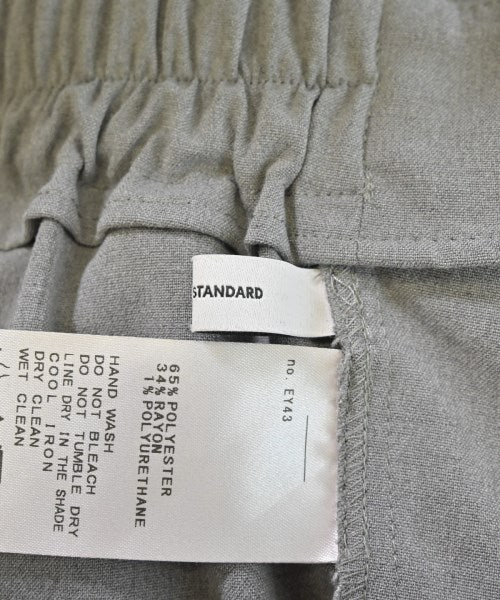 STANDARD
no. EY43
65% POLYESTER
34% RAYON
1% POLYURETHANE
HAND WASH
DO NOT BLEACH
DO NOT TUMBLE DRY
LINE DRY IN THE SHADE
COOL IRON
DRY CLEAN
WET CLEAN